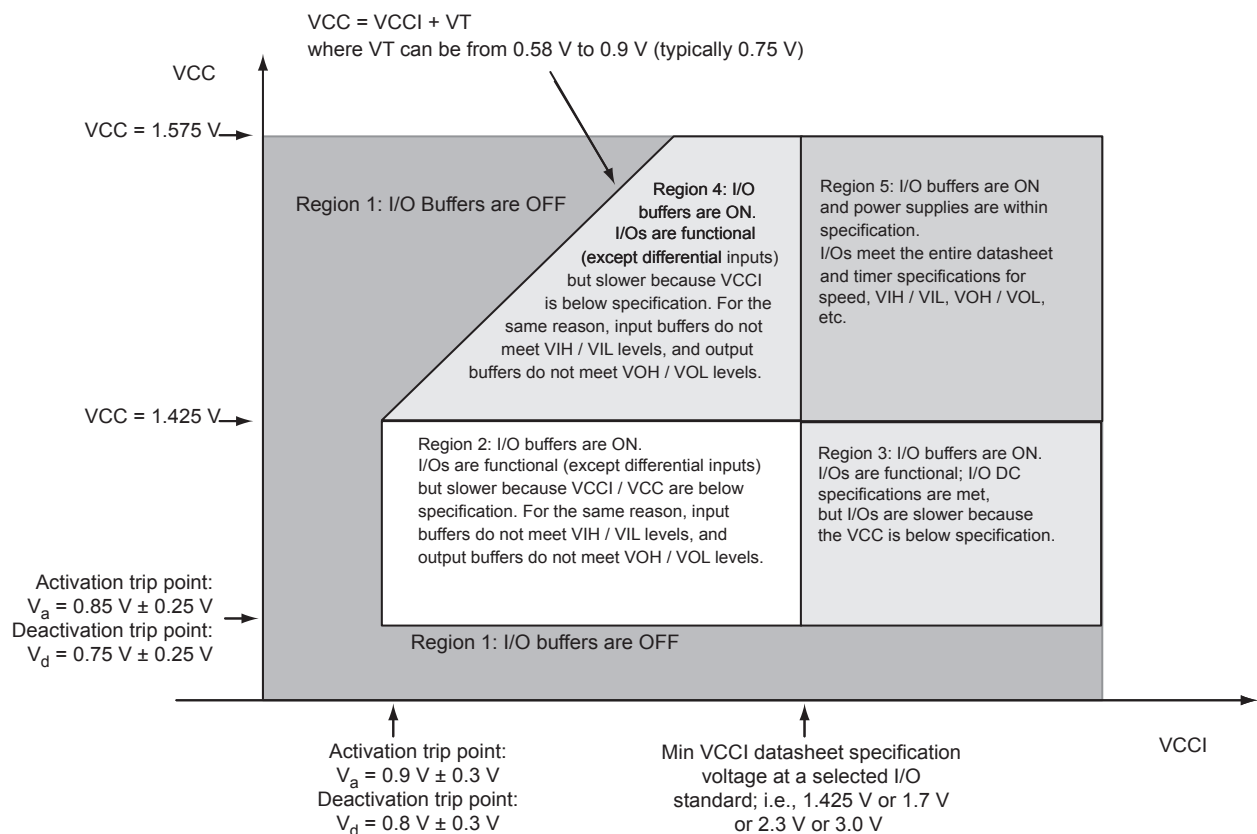 VCC = VCCI + VT
where VT can be from 0.58 V to 0.9 V (typically 0.75 V)
VCC
VCC = 1.575 V
Region 1: I/O Buffers are OFF
Region 4: I/O
buffers are ON.
I/Os are functional
(except differential inputs)
but slower because VCCI
is below specification. For the
same reason, input buffers do not
meet VIH / VIL levels, and output
buffers do not meet VOH / VOL levels.
Region 5: I/O buffers are ON
and power supplies are within
specification.
I/Os meet the entire datasheet
and timer specifications for
speed, VIH / VIL, VOH / VOL,
etc.
VCC = 1.425 V
Region 2: I/O buffers are ON.
I/Os are functional (except differential inputs)
but slower because VCCI / VCC are below
specification. For the same reason, input
buffers do not meet VIH / VIL levels, and
output buffers do not meet VOH / VOL levels.
Region 3: I/O buffers are ON.
I/Os are functional; I/O DC
specifications are met,
but I/Os are slower because
the VCC is below specification.
Activation trip point:
Va = 0.85 V ± 0.25 V
Deactivation trip point:
Vd = 0.75 V ± 0.25 V
Region 1: I/O buffers are OFF
VCCI
Activation trip point:
Va = 0.9 V ± 0.3 V
Deactivation trip point:
Vd = 0.8 V ± 0.3 V
Min VCCI datasheet specification
voltage at a selected I/O
standard; i.e., 1.425 V or 1.7 V
or 2.3 V or 3.0 V